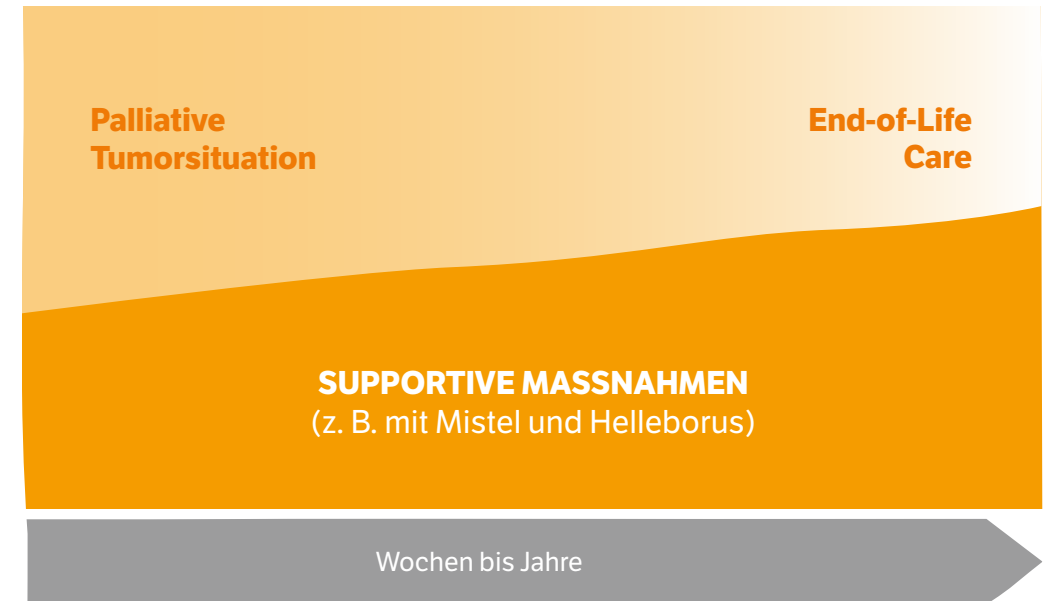 Palliative
Tumorsituation
End-of-Life
Care
SUPPORTIVE MASSNAHMEN
(z. B. mit Mistel und Helleborus)
Wochen bis Jahre